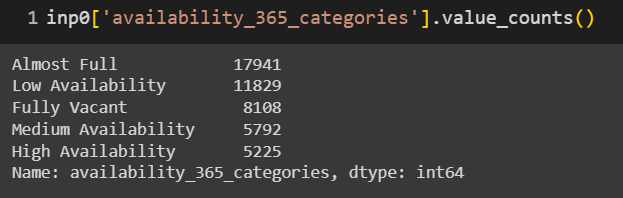 1 inp0['availability_365_categories'].value_counts()
Almost Full 17941
Low Availability 11829
Fully Vacant 8108
Medium Availability 5792
High Availability 5225
Name: availability_365_categories, dtype: int64